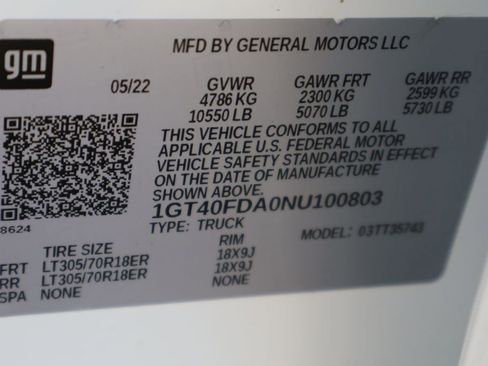 gm
MFD BY GENERAL MOTORS LLC
05/22 GVWR GAWR FRT GAWR RR
4786 KG 2300 KG 2599 KG
10550 LB 5070 LB 5730 LB
THIS VEHICLE CONFORMS TO ALL
APPLICABLE U.S. FEDERAL MOTOR
VEHICLE SAFETY STANDARDS IN EFFECT
ON THE DATE OF MANUFACTURE
SHOWN ABOVE.
1GT40FDA0NU100803
8624 TYPE: TRUCK MODEL: 03TT35743
TIRE SIZE RIM
FRT LT305/70R18ER 18X9J
RR LT305/70R18ER 18X9J
SPA NONE NONE